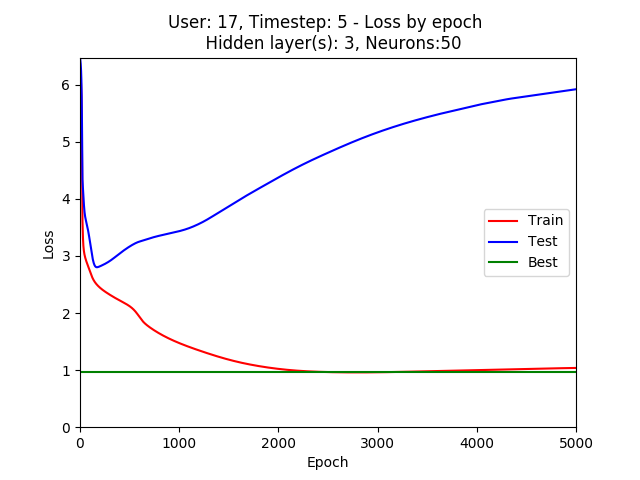 User: 17, Timestep: 5 - Loss by epoch
Hidden layer(s): 3, Neurons:50
6
5
4
3
2
1
0
Loss
Train
Test
Best
0 1000 2000 3000 4000 5000
Epoch